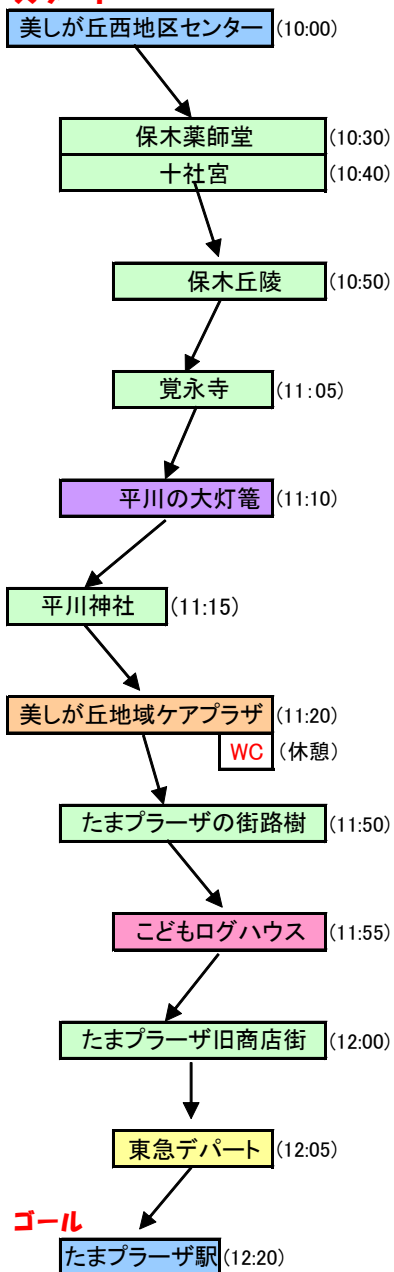 美しが丘西地区センター (10:00)
保木薬師堂 (10:30)
十社宮 (10:40)
保木丘陵 (10:50)
覚永寺 (11:05)
平川の大灯篭 (11:10)
平川神社 (11:15)
美しが丘地域ケアプラザ (11:20)
WC (休憩)
たまプラーザの街路樹 (11:50)
こどもログハウス (11:55)
たまプラーザ旧商店街 (12:00)
東急デパート (12:05)
ゴール
たまプラーザ駅 (12:20)